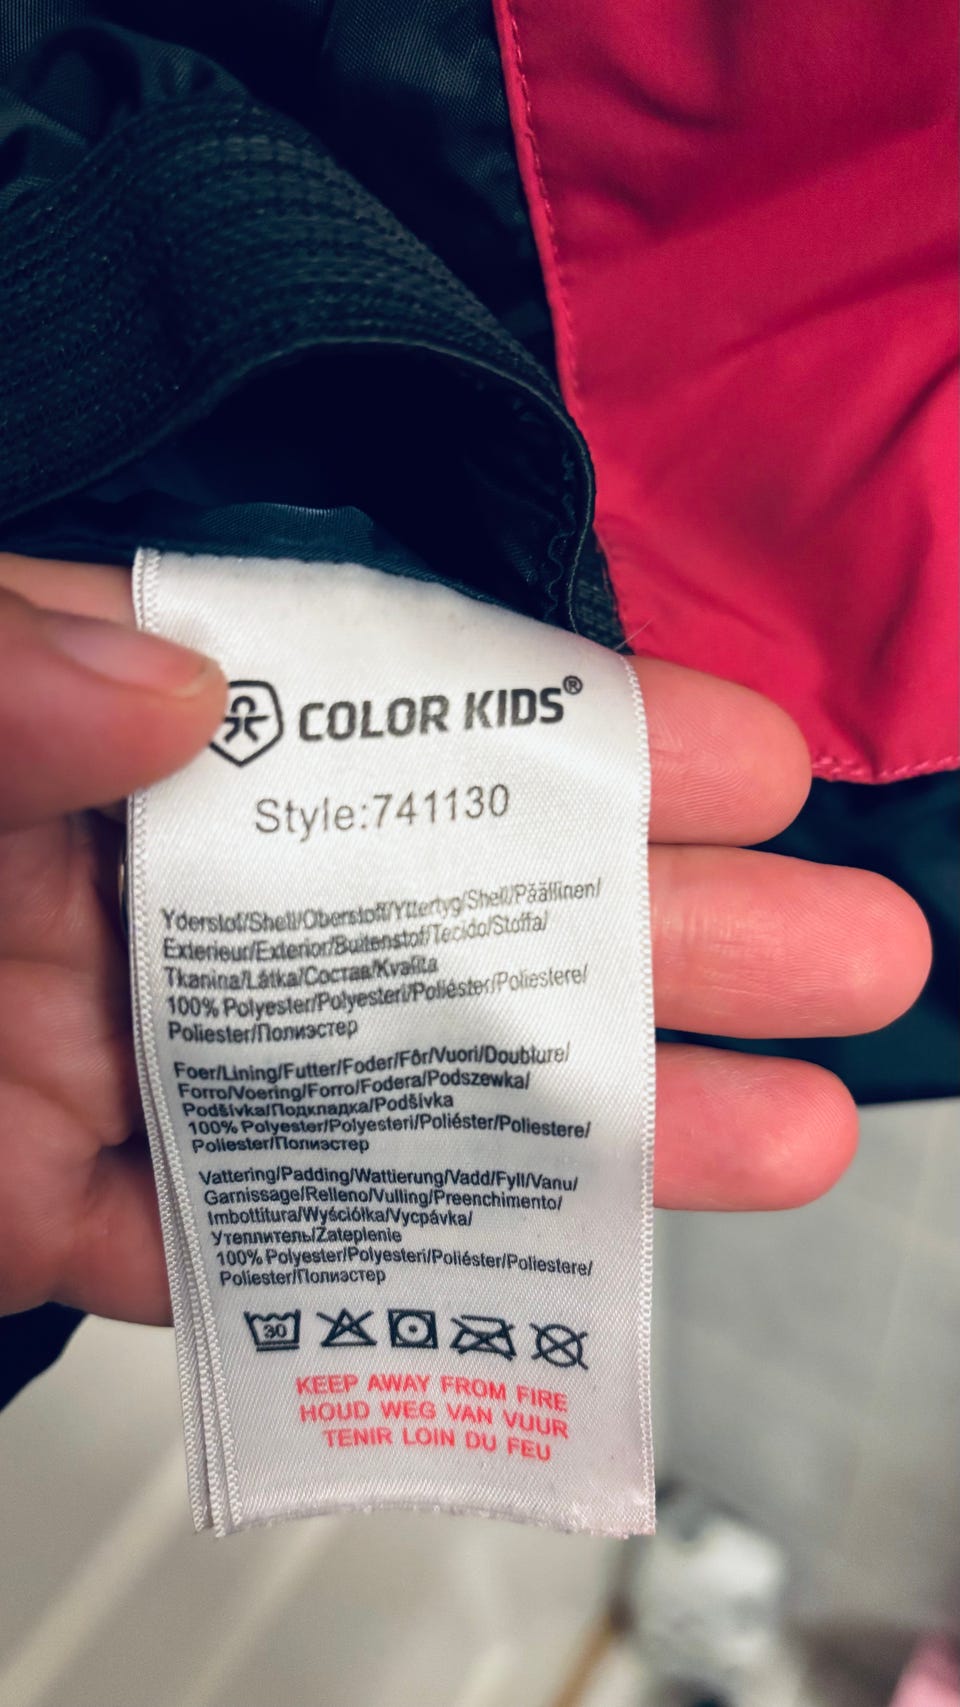 COLOR KIDS®
Style:741130
Yderstof/Shell/Oberstoff/Yttertyg/Shell/Päällinen/
Exterieur/Exterior/Buitenstof/Tecido/Stoffa/
Tkanina/Látka/Состав/Kvalita
100% Polyester/Polyesteri/Poliéster/Poliestere/
Poliester/Полиэстер
Foer/Lining/Futter/Foder/Fôr/Vuori/Doublure/
Forro/Voering/Forro/Fodera/Podszewka/
Podšívka/Подкладка/Podšívka
100% Polyester/Polyesteri/Poliéster/Poliestere/
Poliester/Полиэстер
Vattering/Padding/Wattierung/Vadd/Fyll/Vanu/
Garnissage/Relleno/Vulling/Preenchimento/
Imbottitura/Wyściółka/Vycpávka/
Утеплитель/Zateplenie
100% Polyester/Polyesteri/Poliéster/Poliestere/
Poliester/Полиэстер
30
KEEP AWAY FROM FIRE
HOUD WEG VAN VUUR
TENIR LOIN DU FEU